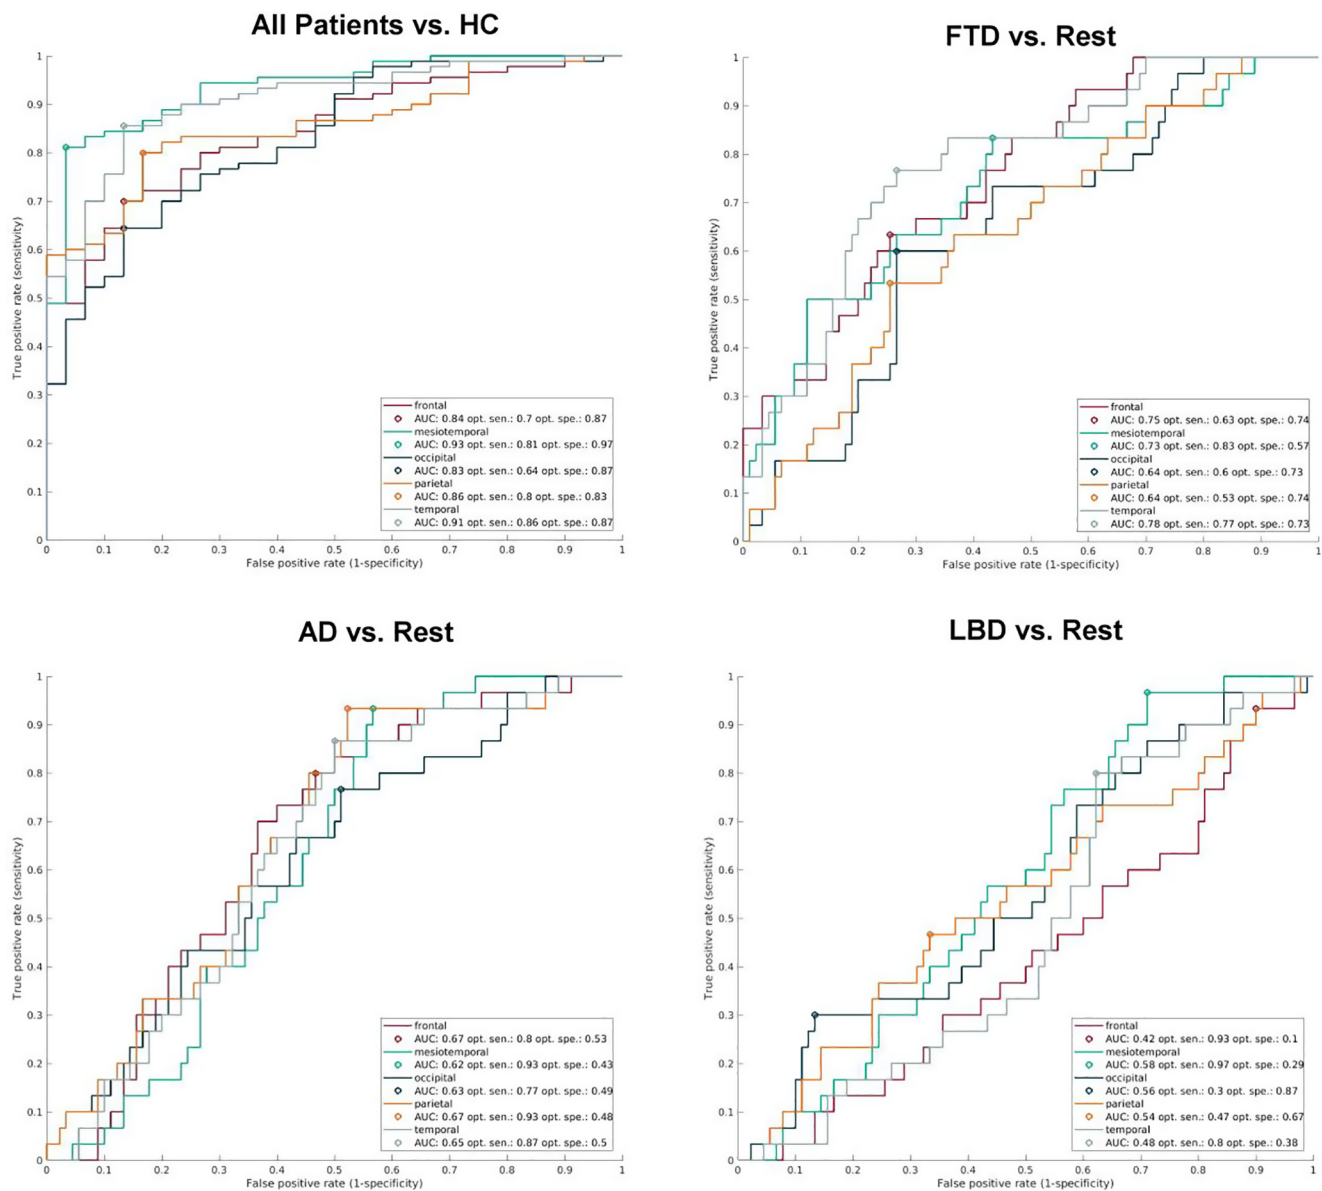 All Patients vs. HC
True positive rate (sensitivity)
1
0.9
0.8
0.7
0.6
0.5
0.4
0.3
0.2
0.1
0
0 0.1 0.2 0.3 0.4 0.5 0.6 0.7 0.8 0.9 1
False positive rate (1-specificity)
frontal
AUC: 0.84 opt. sen.: 0.7 opt. spe.: 0.87
mesiotemporal
AUC: 0.93 opt. sen.: 0.81 opt. spe.: 0.97
occipital
AUC: 0.83 opt. sen.: 0.64 opt. spe.: 0.87
parietal
AUC: 0.86 opt. sen.: 0.8 opt. spe.: 0.83
temporal
AUC: 0.91 opt. sen.: 0.86 opt. spe.: 0.87
FTD vs. Rest
True positive rate (sensitivity)
1
0.9
0.8
0.7
0.6
0.5
0.4
0.3
0.2
0.1
0
0 0.1 0.2 0.3 0.4 0.5 0.6 0.7 0.8 0.9 1
False positive rate (1-specificity)
frontal
AUC: 0.75 opt. sen.: 0.63 opt. spe.: 0.74
mesiotemporal
AUC: 0.73 opt. sen.: 0.83 opt. spe.: 0.57
occipital
AUC: 0.64 opt. sen.: 0.6 opt. spe.: 0.73
parietal
AUC: 0.64 opt. sen.: 0.53 opt. spe.: 0.74
temporal
AUC: 0.78 opt. sen.: 0.77 opt. spe.: 0.73
AD vs. Rest
True positive rate (sensitivity)
1
0.9
0.8
0.7
0.6
0.5
0.4
0.3
0.2
0.1
0
0 0.1 0.2 0.3 0.4 0.5 0.6 0.7 0.8 0.9 1
False positive rate (1-specificity)
frontal
AUC: 0.67 opt. sen.: 0.8 opt. spe.: 0.53
mesiotemporal
AUC: 0.62 opt. sen.: 0.93 opt. spe.: 0.43
occipital
AUC: 0.63 opt. sen.: 0.77 opt. spe.: 0.49
parietal
AUC: 0.67 opt. sen.: 0.93 opt. spe.: 0.48
temporal
AUC: 0.65 opt. sen.: 0.87 opt. spe.: 0.5
LBD vs. Rest
True positive rate (sensitivity)
1
0.9
0.8
0.7
0.6
0.5
0.4
0.3
0.2
0.1
0
0 0.1 0.2 0.3 0.4 0.5 0.6 0.7 0.8 0.9 1
False positive rate (1-specificity)
frontal
AUC: 0.42 opt. sen.: 0.93 opt. spe.: 0.1
mesiotemporal
AUC: 0.58 opt. sen.: 0.97 opt. spe.: 0.29
occipital
AUC: 0.56 opt. sen.: 0.3 opt. spe.: 0.87
parietal
AUC: 0.54 opt. sen.: 0.47 opt. spe.: 0.67
temporal
AUC: 0.48 opt. sen.: 0.8 opt. spe.: 0.38